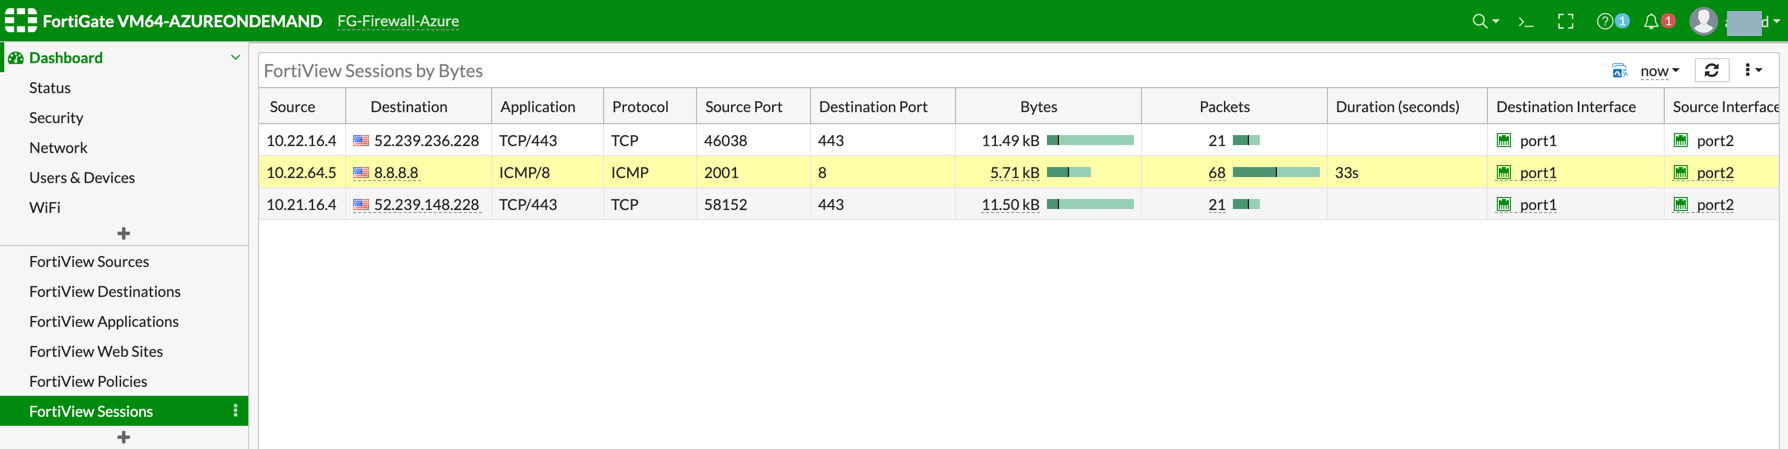 FortiGate VM64-AZUREONDEMAND FG-Firewall-Azure 1 1 d
Dashboard
Status
Security
Network
Users & Devices
WiFi
FortiView Sources
FortiView Destinations
FortiView Applications
FortiView Web Sites
FortiView Policies
FortiView Sessions
FortiView Sessions by Bytes now
Source Destination Application Protocol Source Port Destination Port Bytes Packets Duration (seconds) Destination Interface Source Interface
10.22.16.4 52.239.236.228 TCP/443 TCP 46038 443 11.49 kB 21 port1 port2
10.22.64.5 8.8.8.8 ICMP/8 ICMP 2001 8 5.71 kB 68 33s port1 port2
10.21.16.4 52.239.148.228 TCP/443 TCP 58152 443 11.50 kB 21 port1 port2